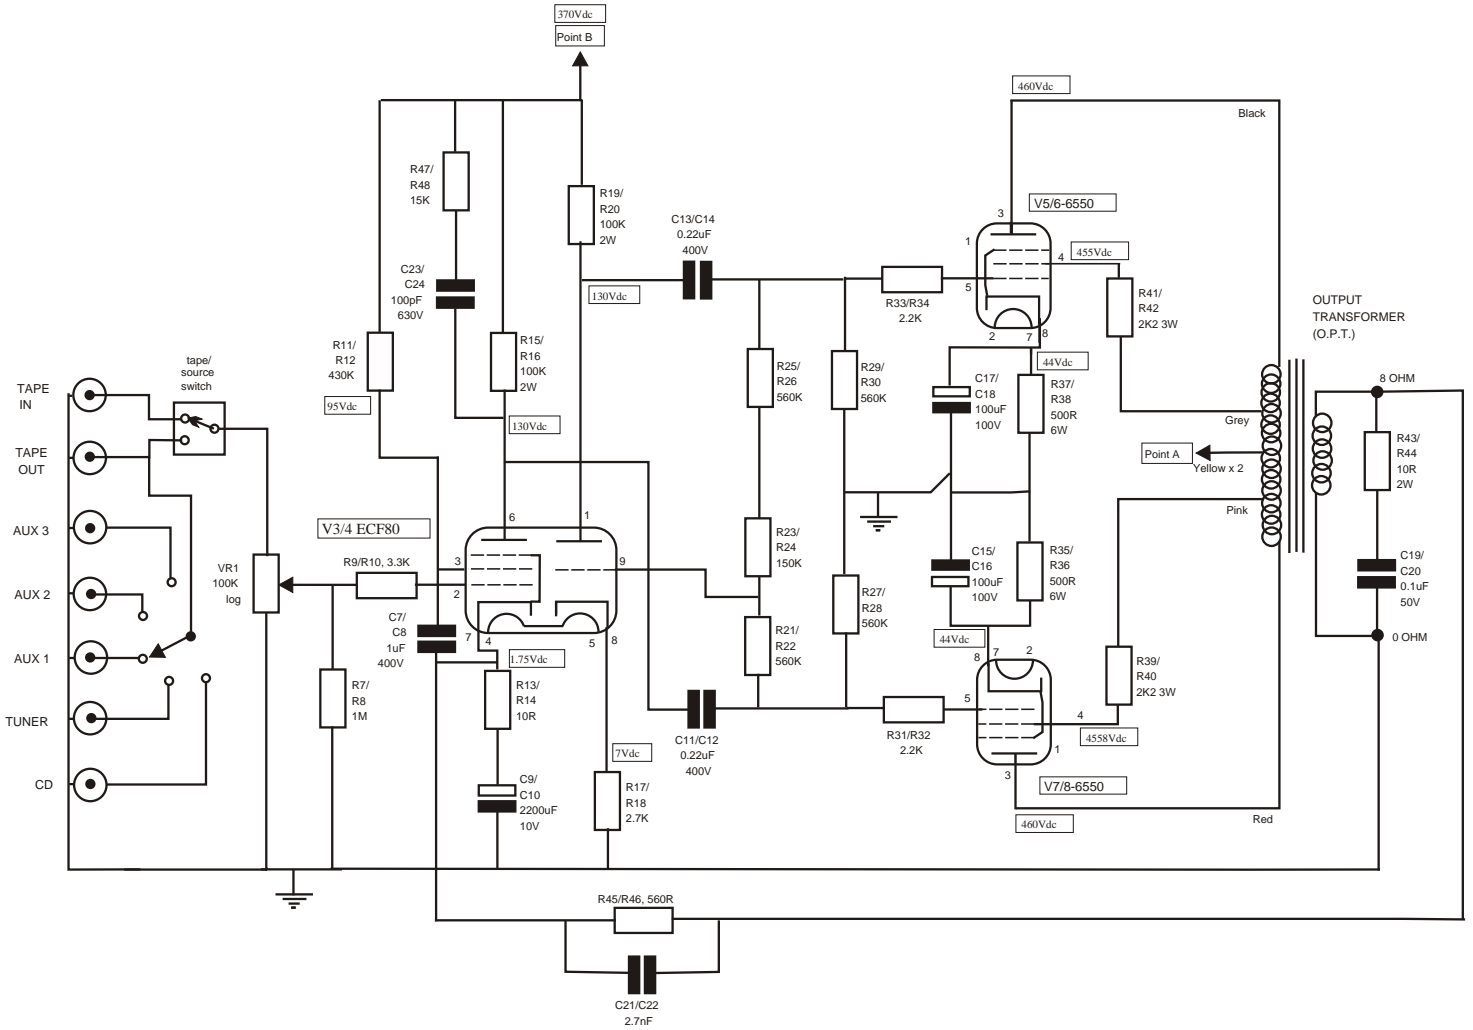 370Vdc
Point B
460Vdc
Black
R47/
R48
15K
R19/
R20
100K
2W
C13/C14
0.22uF
400V
V5/6-6550
3
1
455Vdc
4
5
R33/R34
2.2K
2
7
8
R41/
R42
2K2 3W
OUTPUT
TRANSFORMER
(O.P.T.)
C23/
C24
100pF
630V
130Vdc
R11/
R12
430K
R15/
R16
100K
2W
95Vdc
130Vdc
tape/
source
switch
TAPE
IN
TAPE
OUT
AUX 3
AUX 2
AUX 1
TUNER
CD
R25/
R26
560K
R29/
R30
560K
C17/
C18
100uF
100V
44Vdc
R37/
R38
500R
6W
8 OHM
Grey
Point A
Yellow x 2
Pink
R43/
R44
10R
2W
V3/4 ECF80
6
1
3
2
9
7
4
5
8
VR1
100K
log
R9/R10, 3.3K
R23/
R24
150K
C7/
C8
1uF
400V
R21/
R22
560K
R27/
R28
560K
C15/
C16
100uF
100V
R35/
R36
500R
6W
C19/
C20
0.1uF
50V
44Vdc
0 OHM
1.75Vdc
R7/
R8
1M
R13/
R14
10R
8
7
2
5
4
1
3
R39/
R40
2K2 3W
4558Vdc
C11/C12
0.22uF
400V
R31/R32
2.2K
7Vdc
C9/
C10
2200uF
10V
R17/
R18
2.7K
V7/8-6550
460Vdc
Red
R45/R46, 560R
C21/C22
2.7nF